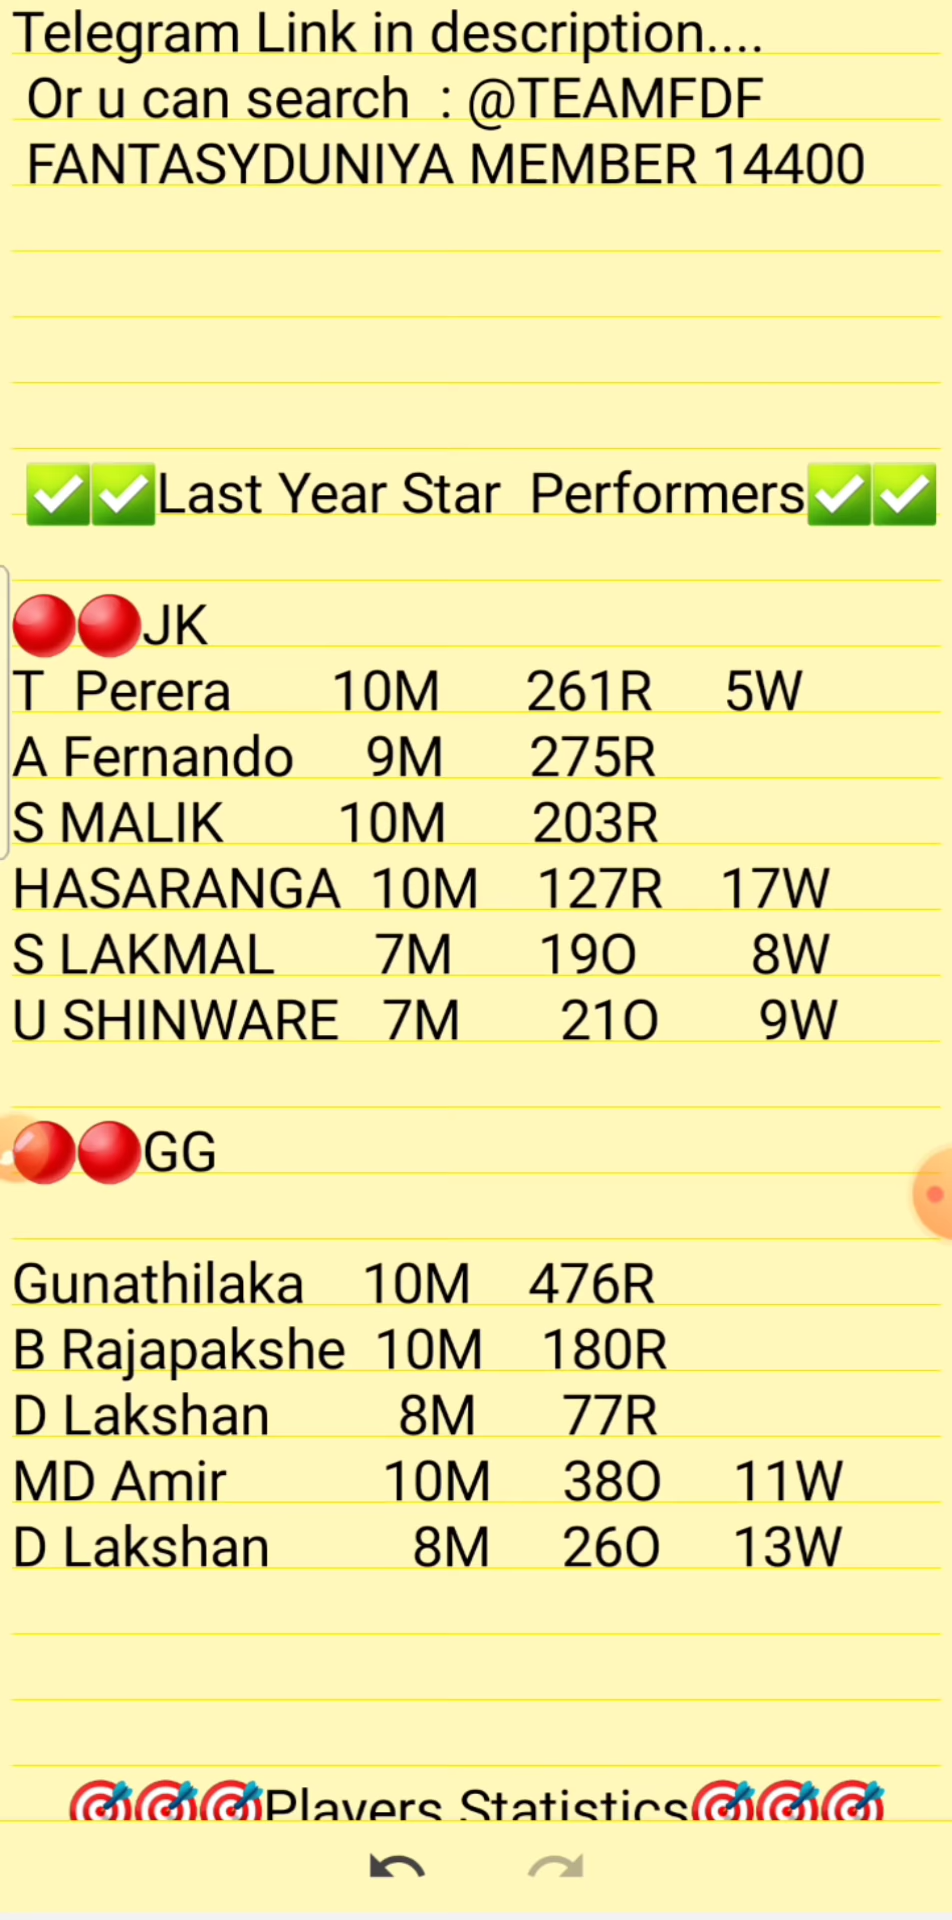 Telegram Link in description....
Or u can search : @TEAMFDF
FANTASYDUNIYA MEMBER 14400
✅✅Last Year Star Performers✅✅
🔴🔴JK
T Perera 10M 261R 5W
A Fernando 9M 275R
S MALIK 10M 203R
HASARANGA 10M 127R 17W
S LAKMAL 7M 19O 8W
U SHINWARE 7M 21O 9W
🔴🔴GG
Gunathilaka 10M 476R
B Rajapakshe 10M 180R
D Lakshan 8M 77R
MD Amir 10M 38O 11W
D Lakshan 8M 26O 13W
🎯🎯🎯Players Statistics🎯🎯🎯